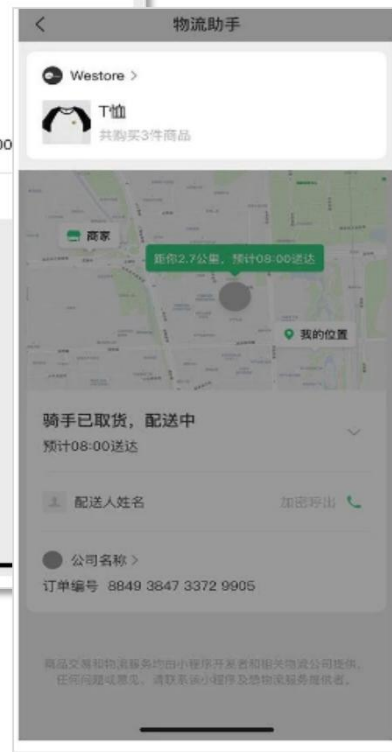 00
物流助手
Westore >
T恤
共购买3件商品
商家
距你2.7公里，预计08:00送达
我的位置
骑手已取货，配送中
预计08:00送达
配送人姓名
加密呼出
公司名称 >
订单编号 8849 3847 3372 9905
商品交易和物流服务均由小程序开发者和相关物流公司提供，
任何问题或意见，请联系该小程序及该物流服务提供者。